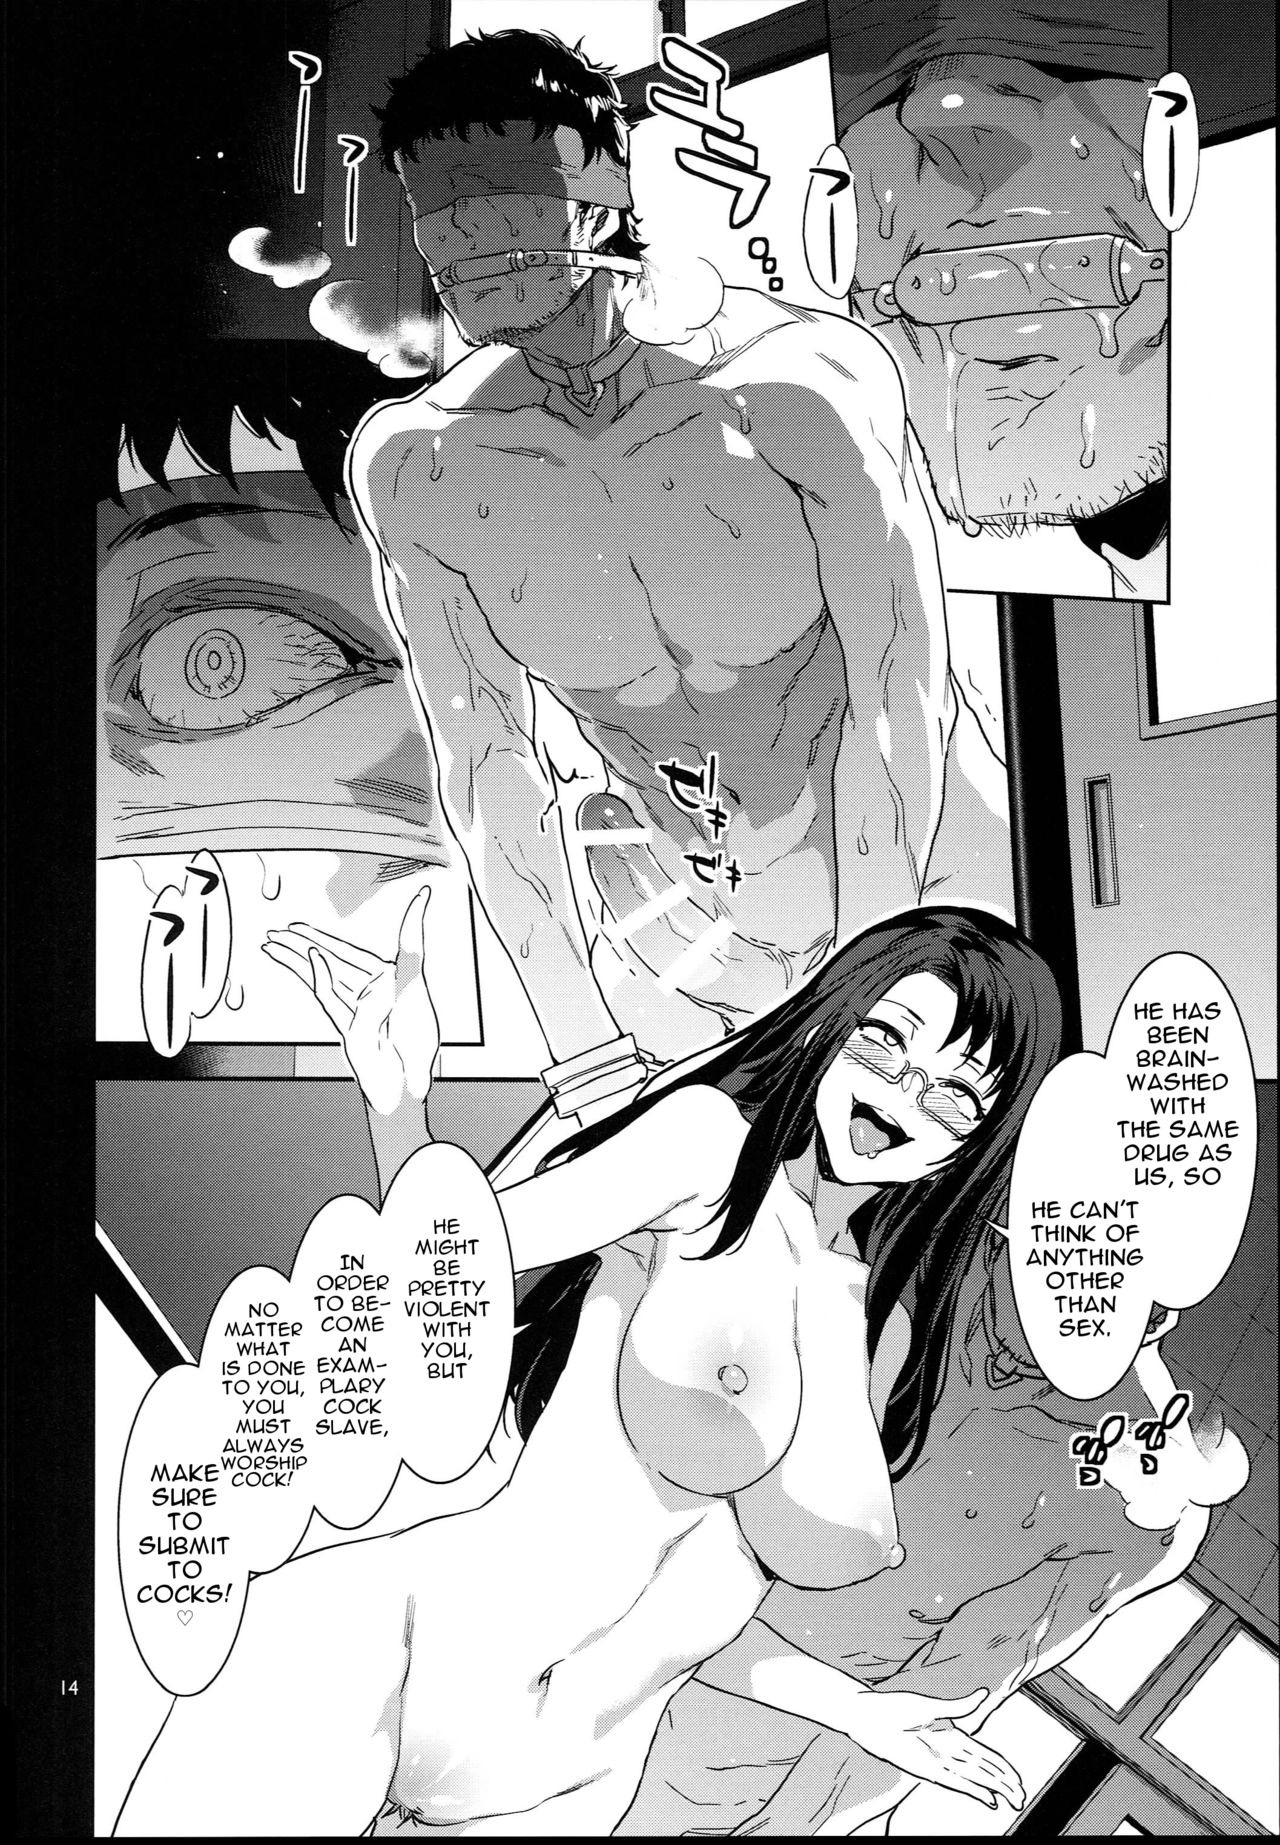 HE HAS
BEEN
BRAIN-
WASHED
WITH
THE SAME
DRUG AS
US, SO
HE CAN'T
THINK OF
ANYTHING
OTHER
THAN
SEX.
HE
MIGHT
BE
PRETTY
VIOLENT
WITH
YOU,
BUT
IN
ORDER
TO BE-
COME
AN
EXAM-
PLARY
COCK
SLAVE,
NO
MATTER
WHAT
IS DONE
TO YOU,
YOU
MUST
ALWAYS
WORSHIP
COCK!
MAKE
SURE
TO
SUBMIT
TO
COCKS!
♡
14